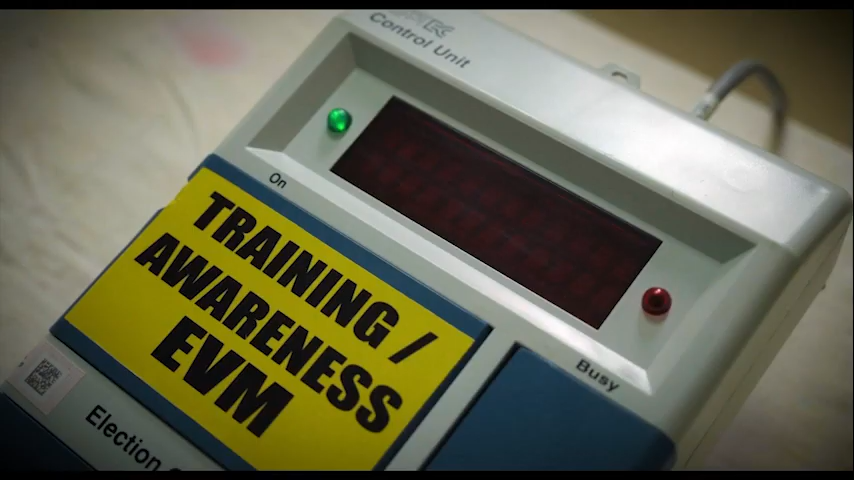 Control Unit
On
TRAINING /
AWARENESS
EVM
Busy
Election